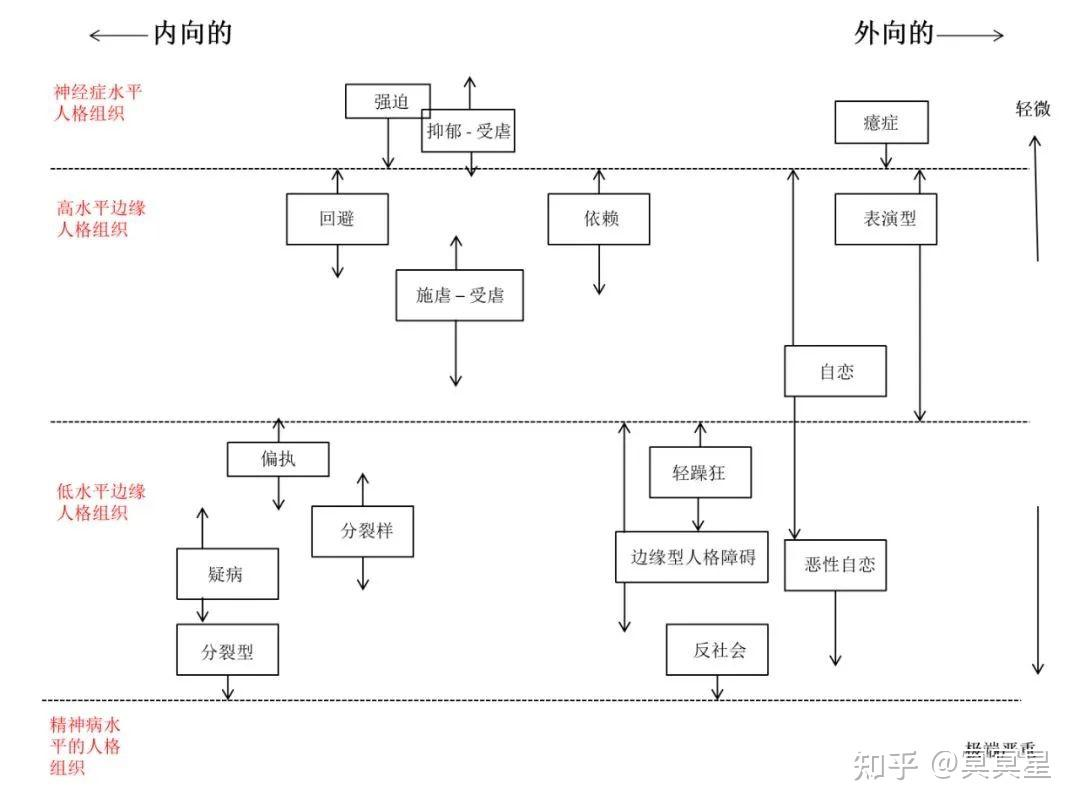 内向的
外向的
神经症水平
人格组织
强迫
抑郁 - 受虐
癔症
轻微
高水平边缘
人格组织
回避
依赖
表演型
施虐 – 受虐
自恋
偏执
轻躁狂
低水平边缘
人格组织
分裂样
疑病
边缘型人格障碍
恶性自恋
分裂型
反社会
精神病水
平的人格
组织
极端严重
知乎 @莫莫星